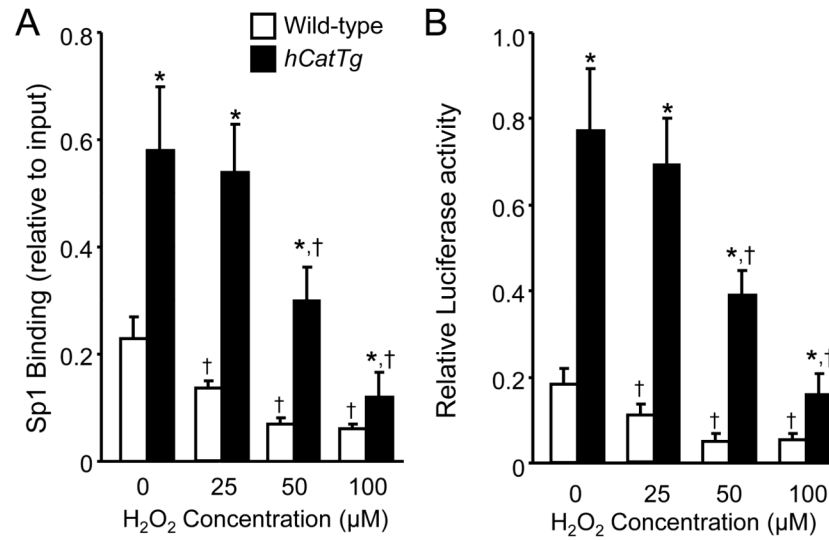 A
Wild-type
hCatTg
Sp1 Binding (relative to input)
0.8
0.6
0.4
0.2
0
*
*
*,†
*,†
†
†
†
0 25 50 100
H₂O₂ Concentration (µM)
B
Relative Luciferase activity
1.0
0.8
0.6
0.4
0.2
0
*
*
*,†
*,†
†
†
†
0 25 50 100
H₂O₂ Concentration (µM)